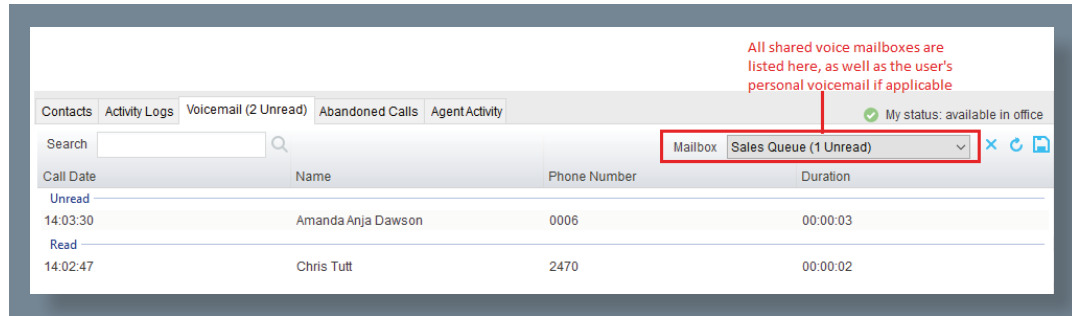 All shared voice mailboxes are
listed here, as well as the user's
personal voicemail if applicable
Contacts Activity Logs Voicemail (2 Unread) Abandoned Calls Agent Activity
My status: available in office
Search Mailbox Sales Queue (1 Unread)
Call Date Name Phone Number Duration
Unread
14:03:30 Amanda Anja Dawson 0006 00:00:03
Read
14:02:47 Chris Tutt 2470 00:00:02